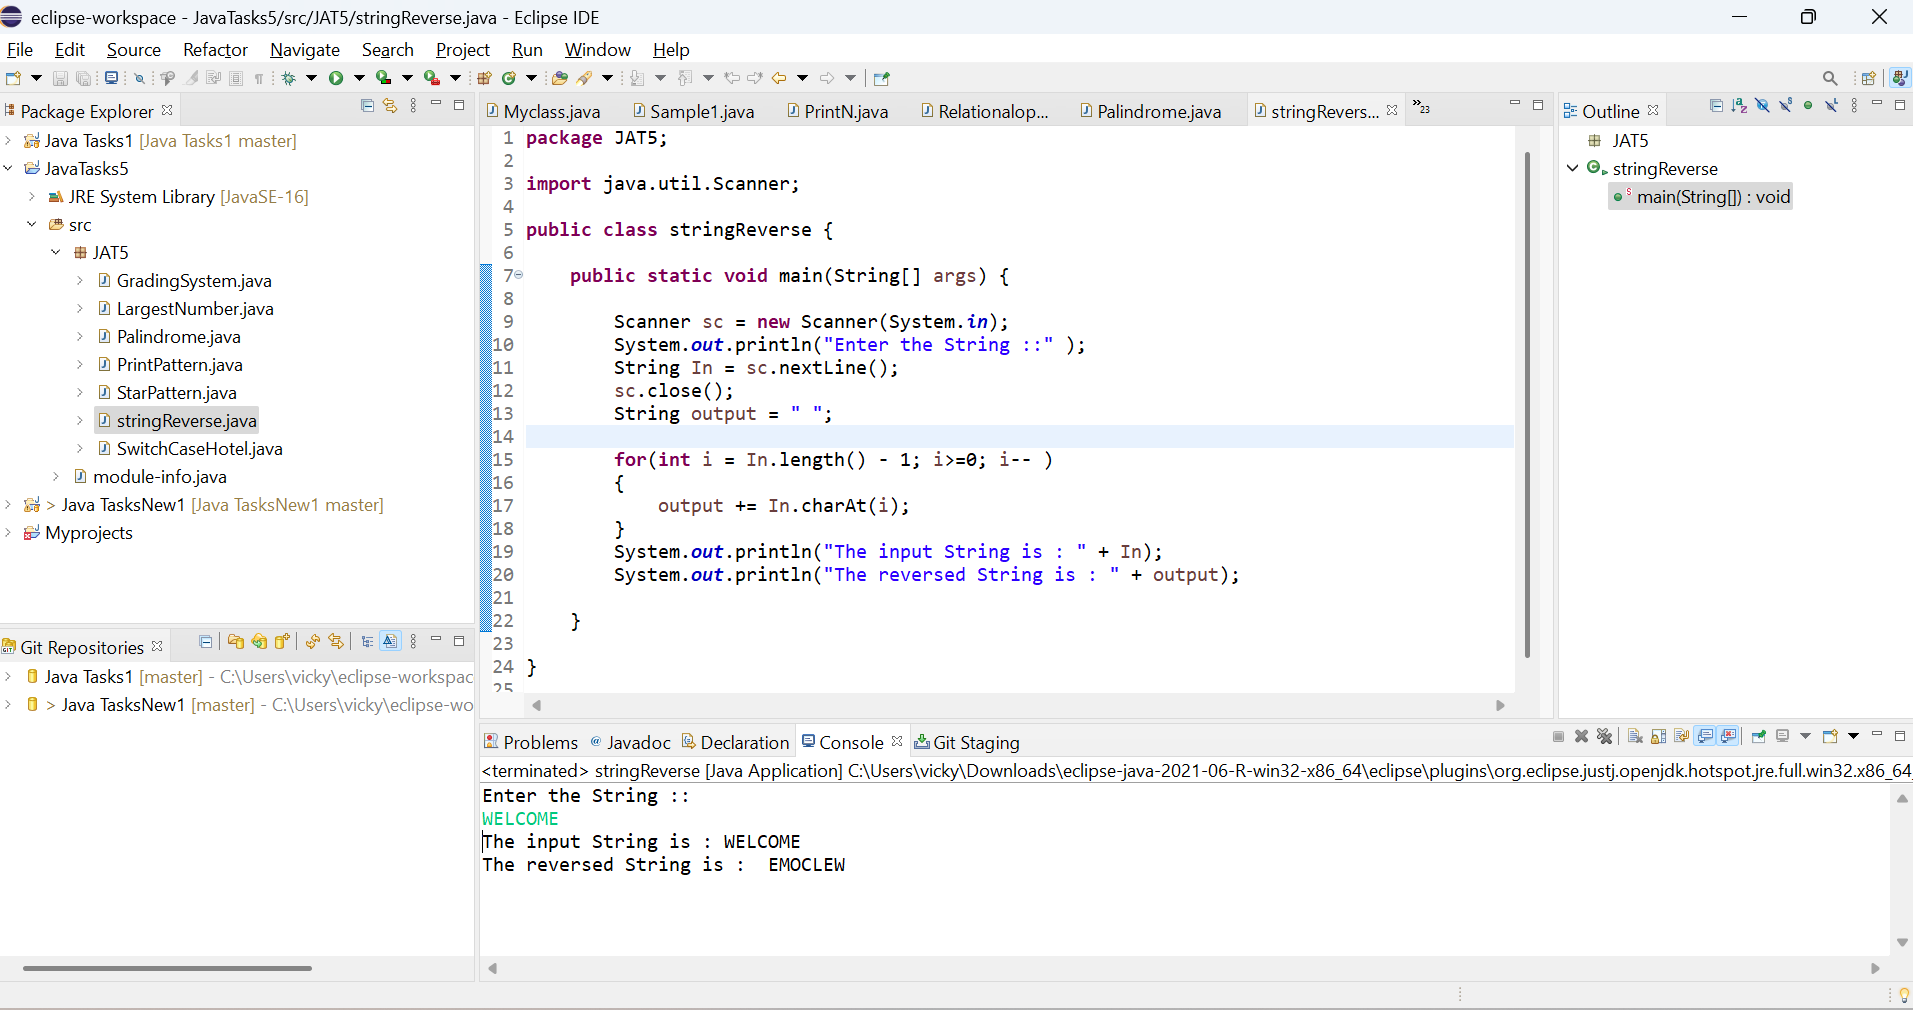 eclipse-workspace - JavaTasks5/src/JAT5/stringReverse.java - Eclipse IDE
File Edit Source Refactor Navigate Search Project Run Window Help
Package Explorer
Java Tasks1 [Java Tasks1 master]
JavaTasks5
JRE System Library [JavaSE-16]
src
JAT5
GradingSystem.java
LargestNumber.java
Palindrome.java
PrintPattern.java
StarPattern.java
stringReverse.java
SwitchCaseHotel.java
module-info.java
> Java TasksNew1 [Java TasksNew1 master]
Myprojects
Git Repositories
Java Tasks1 [master] - C:\Users\vicky\eclipse-workspac
> Java TasksNew1 [master] - C:\Users\vicky\eclipse-wo
Myclass.java Sample1.java PrintN.java Relationalop... Palindrome.java stringRevers... »23
1 package JAT5;
2
3 import java.util.Scanner;
4
5 public class stringReverse {
6
7 public static void main(String[] args) {
8
9 Scanner sc = new Scanner(System.in);
10 System.out.println("Enter the String ::" );
11 String In = sc.nextLine();
12 sc.close();
13 String output = " ";
14
15 for(int i = In.length() - 1; i>=0; i-- )
16 {
17 output += In.charAt(i);
18 }
19 System.out.println("The input String is : " + In);
20 System.out.println("The reversed String is : " + output);
21
22 }
23
24 }
25
Outline
JAT5
stringReverse
main(String[]) : void
Problems Javadoc Declaration Console Git Staging
<terminated> stringReverse [Java Application] C:\Users\vicky\Downloads\eclipse-java-2021-06-R-win32-x86_64\eclipse\plugins\org.eclipse.justj.openjdk.hotspot.jre.full.win32.x86_64
Enter the String ::
WELCOME
The input String is : WELCOME
The reversed String is :  EMOCLEW